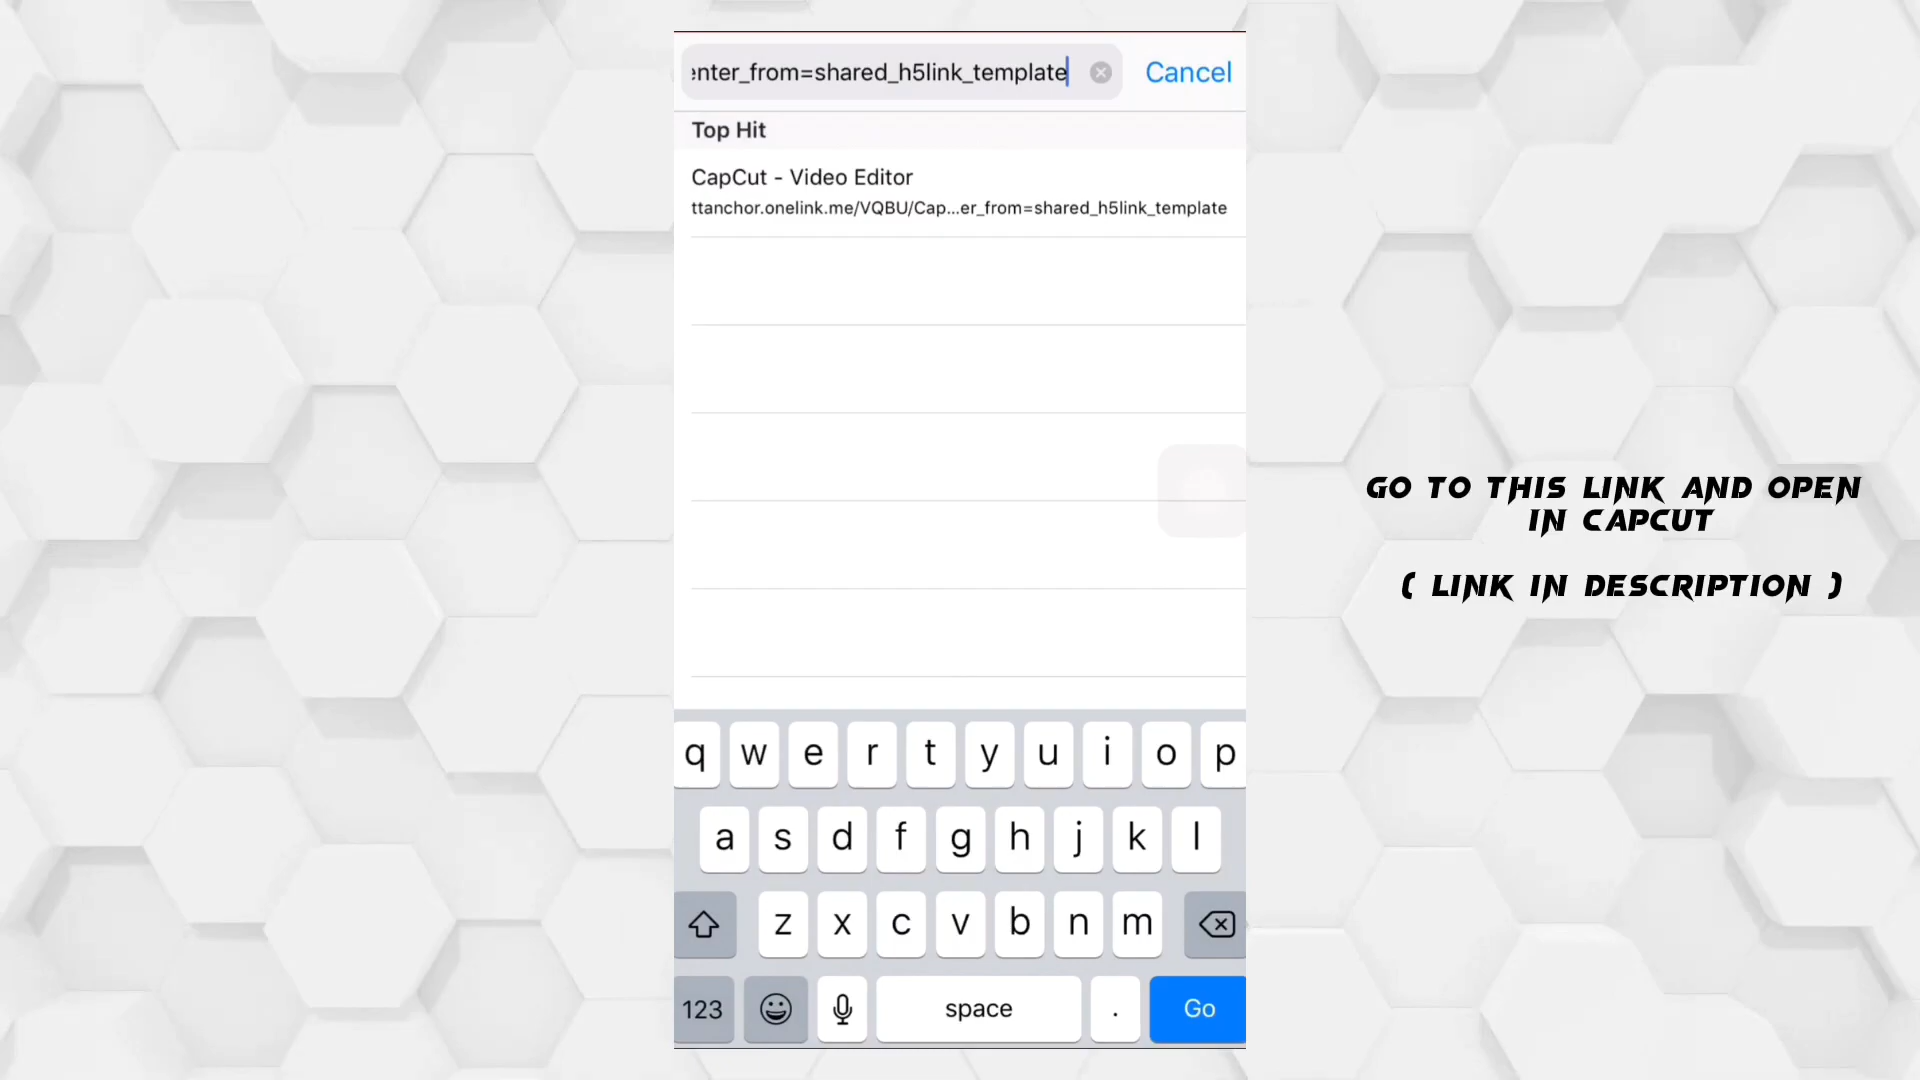 enter_from=shared_h5link_template
Cancel
Top Hit
CapCut - Video Editor
ttanchor.onelink.me/VQBU/Cap...er_from=shared_h5link_template
GO TO THIS LINK AND OPEN
IN CAPCUT
( LINK IN DESCRIPTION )
q w e r t y u i o p
a s d f g h j k l
z x c v b n m
123 space . Go